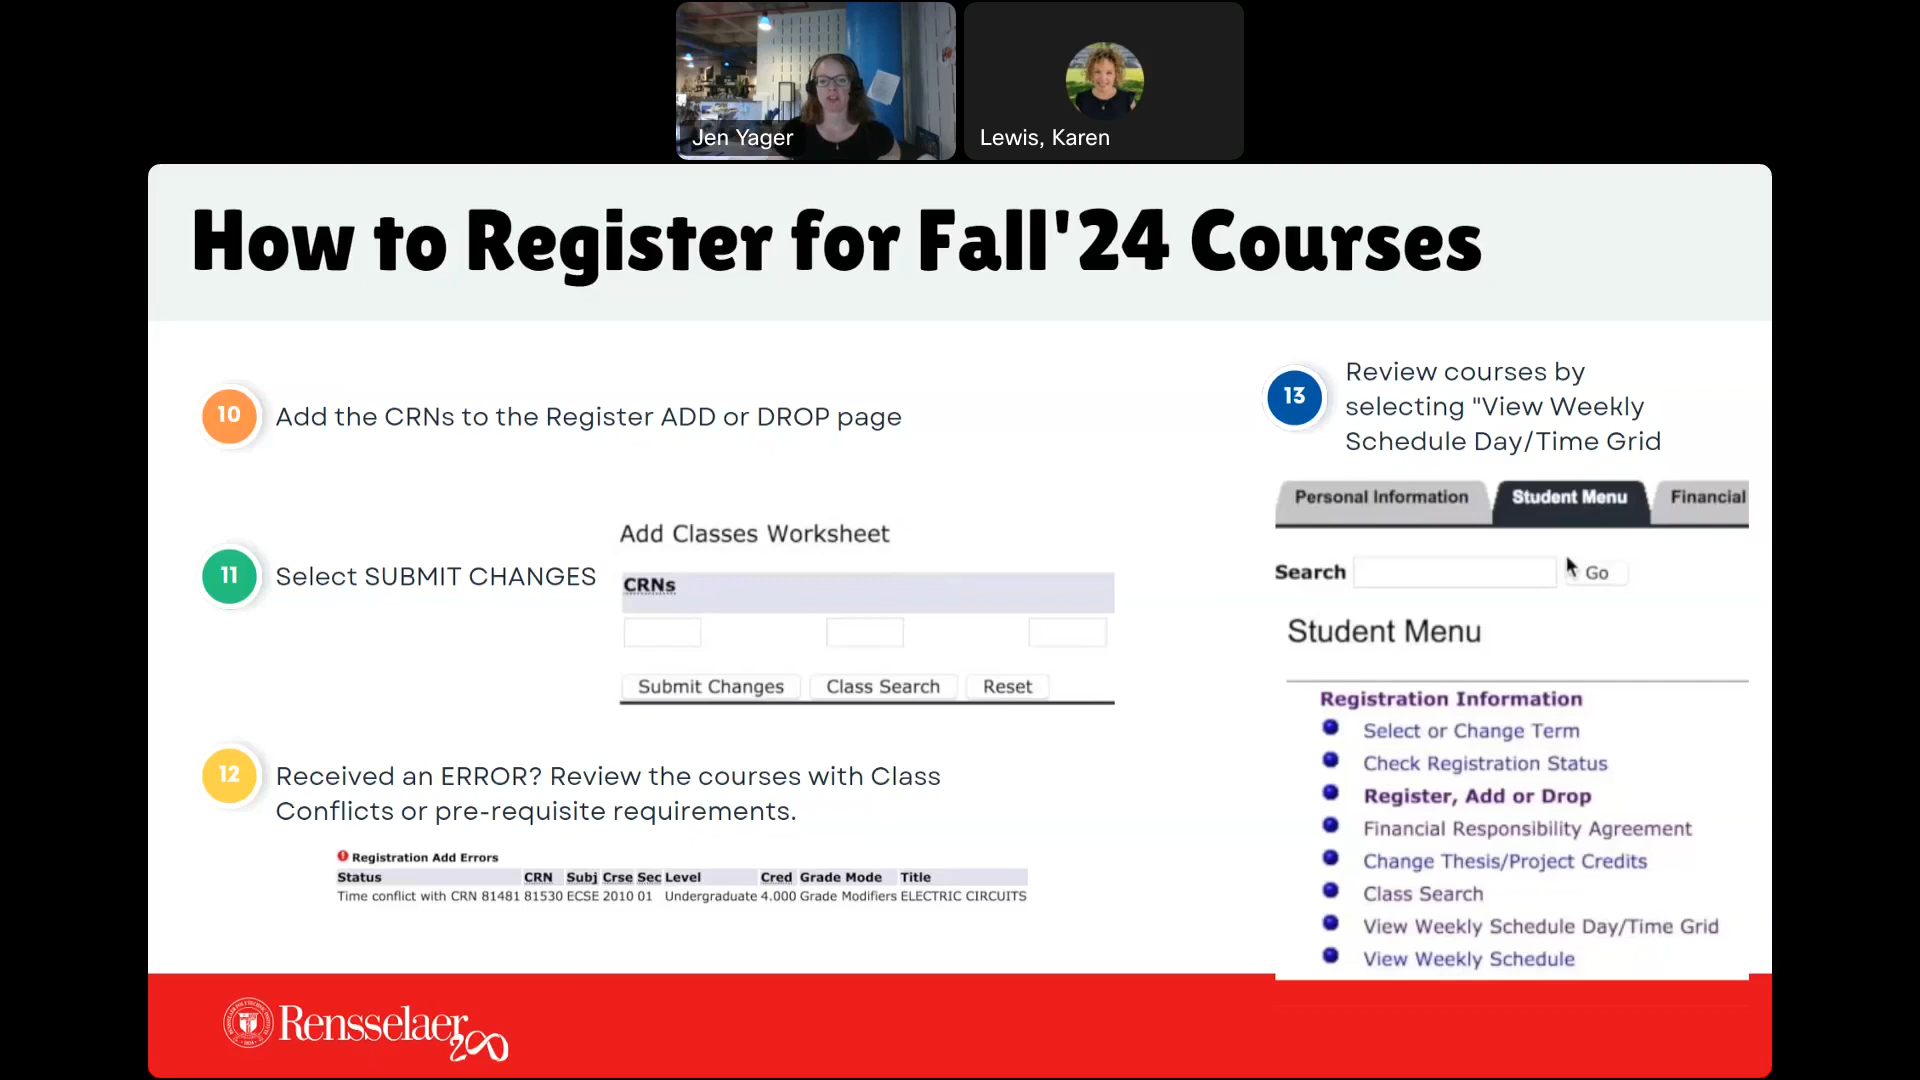 Jen Yager
Lewis, Karen
How to Register for Fall'24 Courses
10
Add the CRNs to the Register ADD or DROP page
11
Select SUBMIT CHANGES
Add Classes Worksheet
CRNs
Submit Changes Class Search Reset
12
Received an ERROR? Review the courses with Class
Conflicts or pre-requisite requirements.
Registration Add Errors
Status CRN Subj Crse Sec Level Cred Grade Mode Title
Time conflict with CRN 81481 81530 ECSE 2010 01 Undergraduate 4.000 Grade Modifiers ELECTRIC CIRCUITS
13
Review courses by
selecting "View Weekly
Schedule Day/Time Grid
Personal Information Student Menu Financial
Search Go
Student Menu
Registration Information
Select or Change Term
Check Registration Status
Register, Add or Drop
Financial Responsibility Agreement
Change Thesis/Project Credits
Class Search
View Weekly Schedule Day/Time Grid
View Weekly Schedule
Rensselaer
200